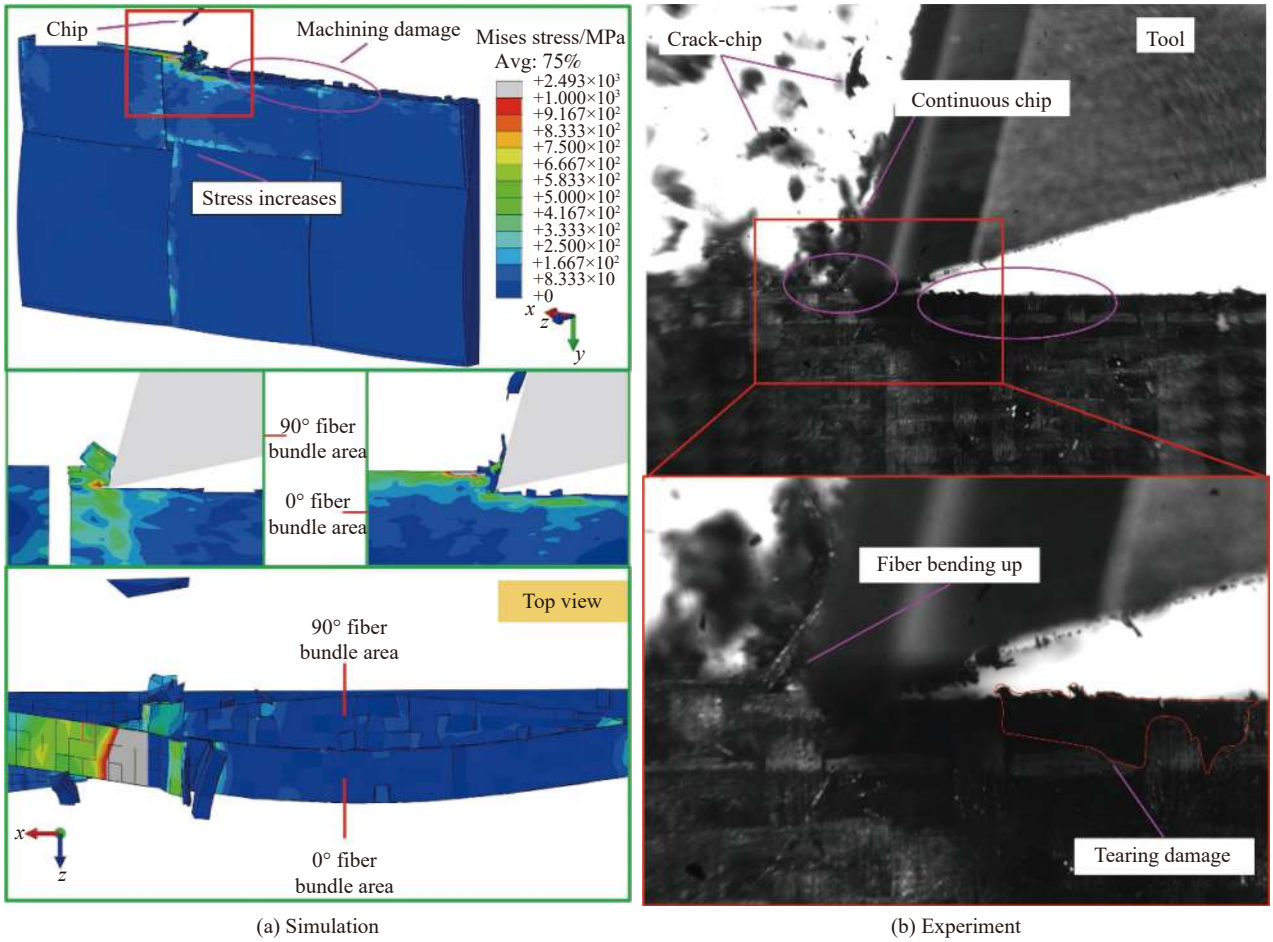 Chip
Machining damage
Mises stress/MPa
Avg: 75%
+2.493×10³
+1.000×10³
+9.167×10²
+8.333×10²
+7.500×10²
+6.667×10²
+5.833×10²
+5.000×10²
+4.167×10²
+3.333×10²
+2.500×10²
+1.667×10²
+8.333×10
+0
Stress increases
x
z
y
90° fiber
bundle area
0° fiber
bundle area
Top view
90° fiber
bundle area
0° fiber
bundle area
x
z
(a) Simulation
Crack-chip
Tool
Continuous chip
Fiber bending up
Tearing damage
(b) Experiment